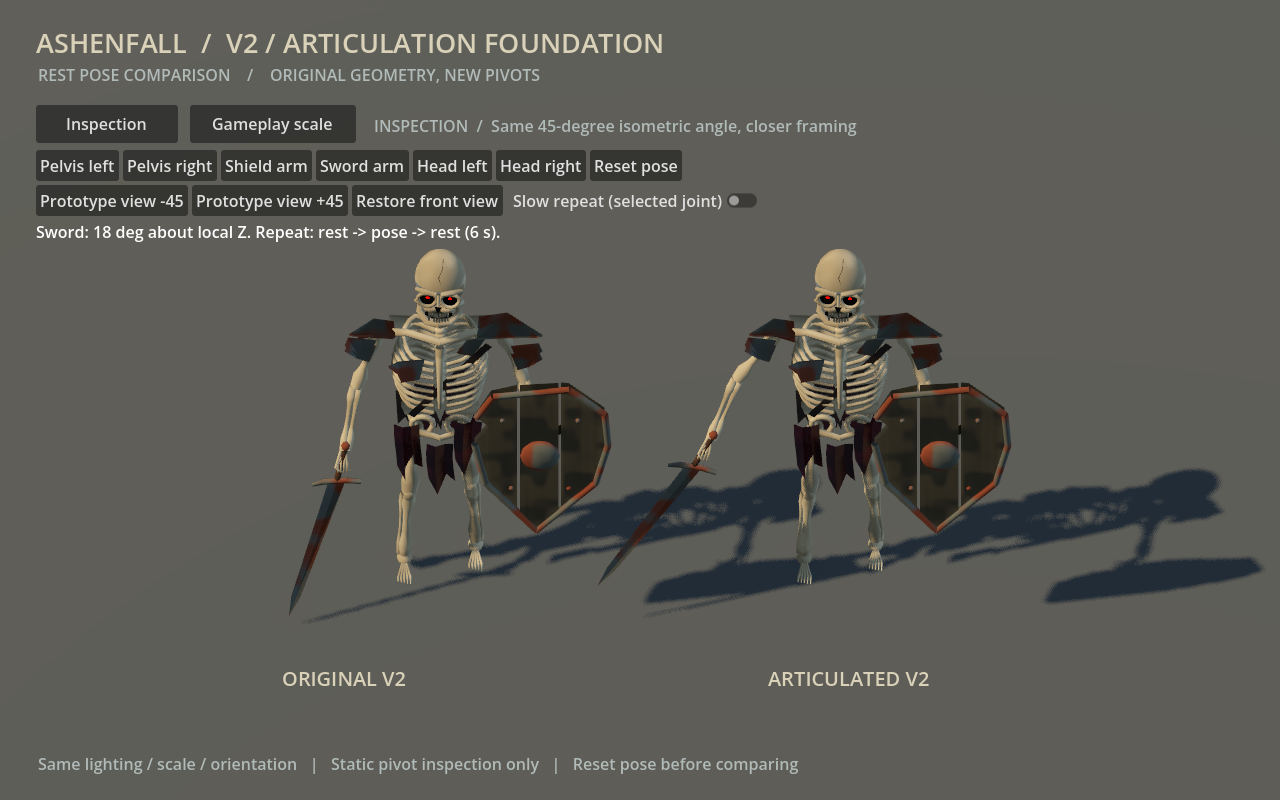 ASHENFALL / V2 / ARTICULATION FOUNDATION
REST POSE COMPARISON / ORIGINAL GEOMETRY, NEW PIVOTS
Inspection Gameplay scale INSPECTION / Same 45-degree isometric angle, closer framing
Pelvis left Pelvis right Shield arm Sword arm Head left Head right Reset pose
Prototype view -45 Prototype view +45 Restore front view Slow repeat (selected joint)
Sword: 18 deg about local Z. Repeat: rest -> pose -> rest (6 s).
ORIGINAL V2 ARTICULATED V2
Same lighting / scale / orientation | Static pivot inspection only | Reset pose before comparing